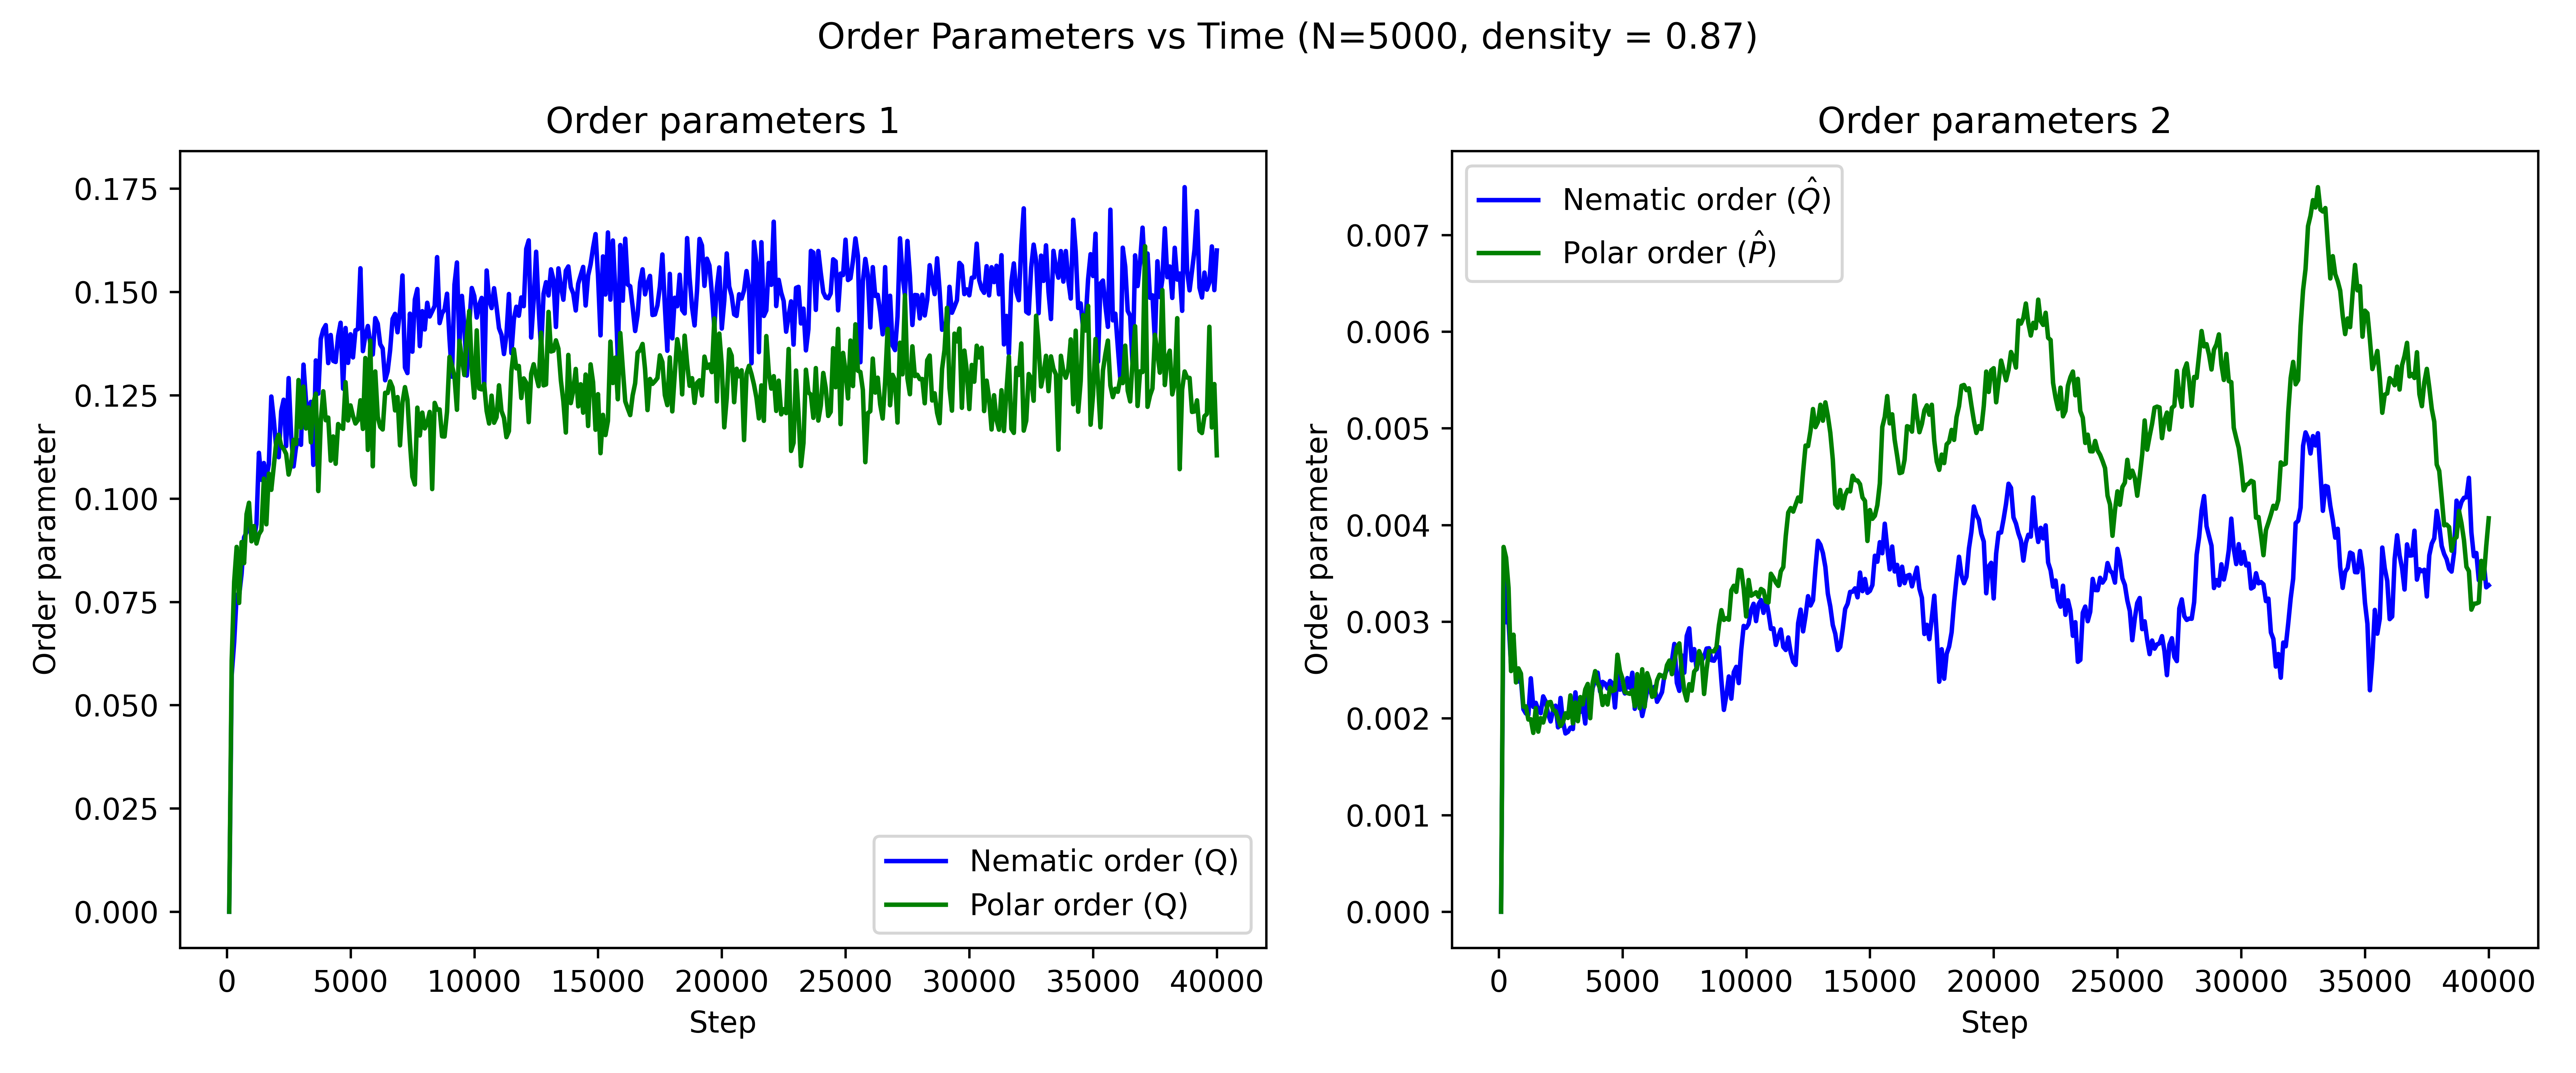 Order Parameters vs Time (N=5000, density = 0.87)
Order parameters 1
0.175
0.150
0.125
0.100
0.075
0.050
0.025
0.000
Order parameter
Nematic order (Q)
Polar order (Q)
0 5000 10000 15000 20000 25000 30000 35000 40000
Step
Order parameters 2
Nematic order (Q̂)
Polar order (P̂)
0.007
0.006
0.005
0.004
0.003
0.002
0.001
0.000
Order parameter
0 5000 10000 15000 20000 25000 30000 35000 40000
Step